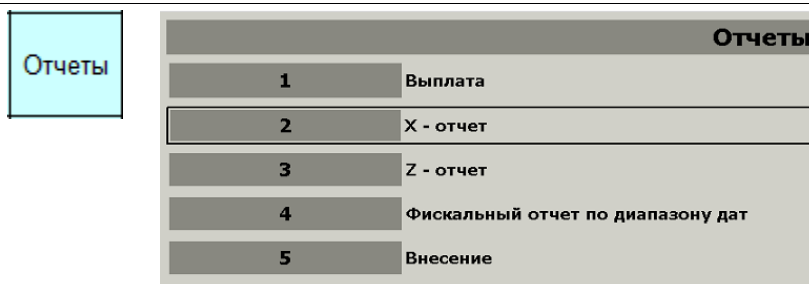 Отчеты
Отчеты
1 Выплата
2 X - отчет
3 Z - отчет
4 Фискальный отчет по диапазону дат
5 Внесение